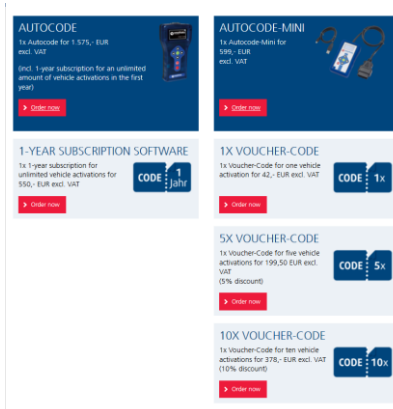 AUTOCODE
1x Autocode for 1.575,- EUR
excl. VAT
(incl. 1-year subscription for an unlimited
amount of vehicle activations in the first
year)
Order now
AUTOCODE-MINI
1x Autocode-Mini for
599,- EUR
excl. VAT
Order now
1-YEAR SUBSCRIPTION SOFTWARE
1x 1-year subscription for
unlimited vehicle activations for
550,- EUR excl. VAT
CODE 1
Jahr
Order now
1X VOUCHER-CODE
1x Voucher-Code for one vehicle
activation for 42,- EUR excl. VAT
CODE 1x
Order now
5X VOUCHER-CODE
1x Voucher-Code for five vehicle
activations for 199,50 EUR excl.
VAT
(5% discount)
CODE 5x
Order now
10X VOUCHER-CODE
1x Voucher-Code for ten vehicle
activations for 378,- EUR excl. VAT
(10% discount)
CODE 10x
Order now